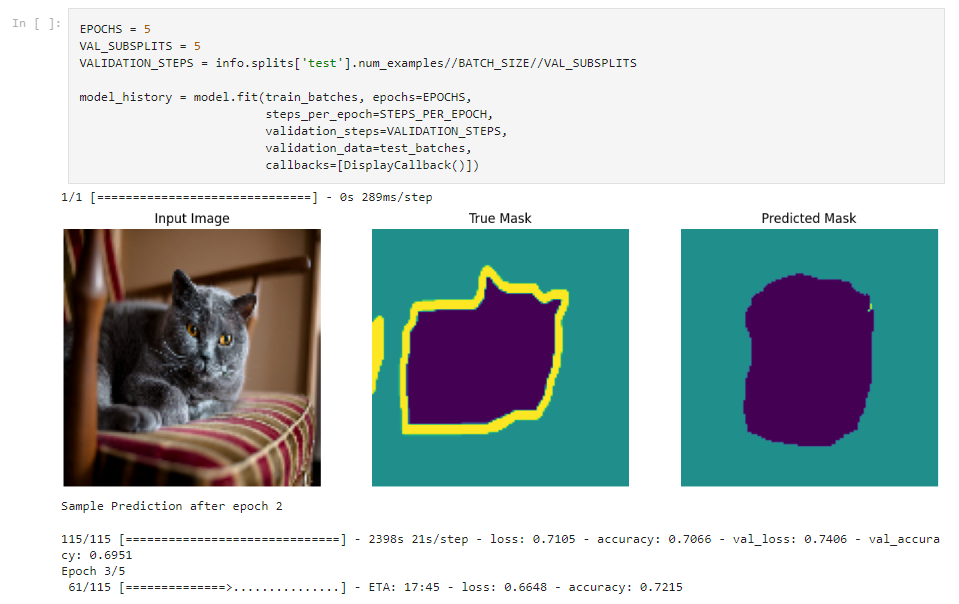 In [ ]:
EPOCHS = 5
VAL_SUBSPLITS = 5
VALIDATION_STEPS = info.splits['test'].num_examples//BATCH_SIZE//VAL_SUBSPLITS
model_history = model.fit(train_batches, epochs=EPOCHS,
steps_per_epoch=STEPS_PER_EPOCH,
validation_steps=VALIDATION_STEPS,
validation_data=test_batches,
callbacks=[DisplayCallback()])
1/1 [==============================] - 0s 289ms/step
Input Image
True Mask
Predicted Mask
Sample Prediction after epoch 2
115/115 [==============================] - 2398s 21s/step - loss: 0.7105 - accuracy: 0.7066 - val_loss: 0.7406 - val_accura
cy: 0.6951
Epoch 3/5
61/115 [==============>...............] - ETA: 17:45 - loss: 0.6648 - accuracy: 0.7215